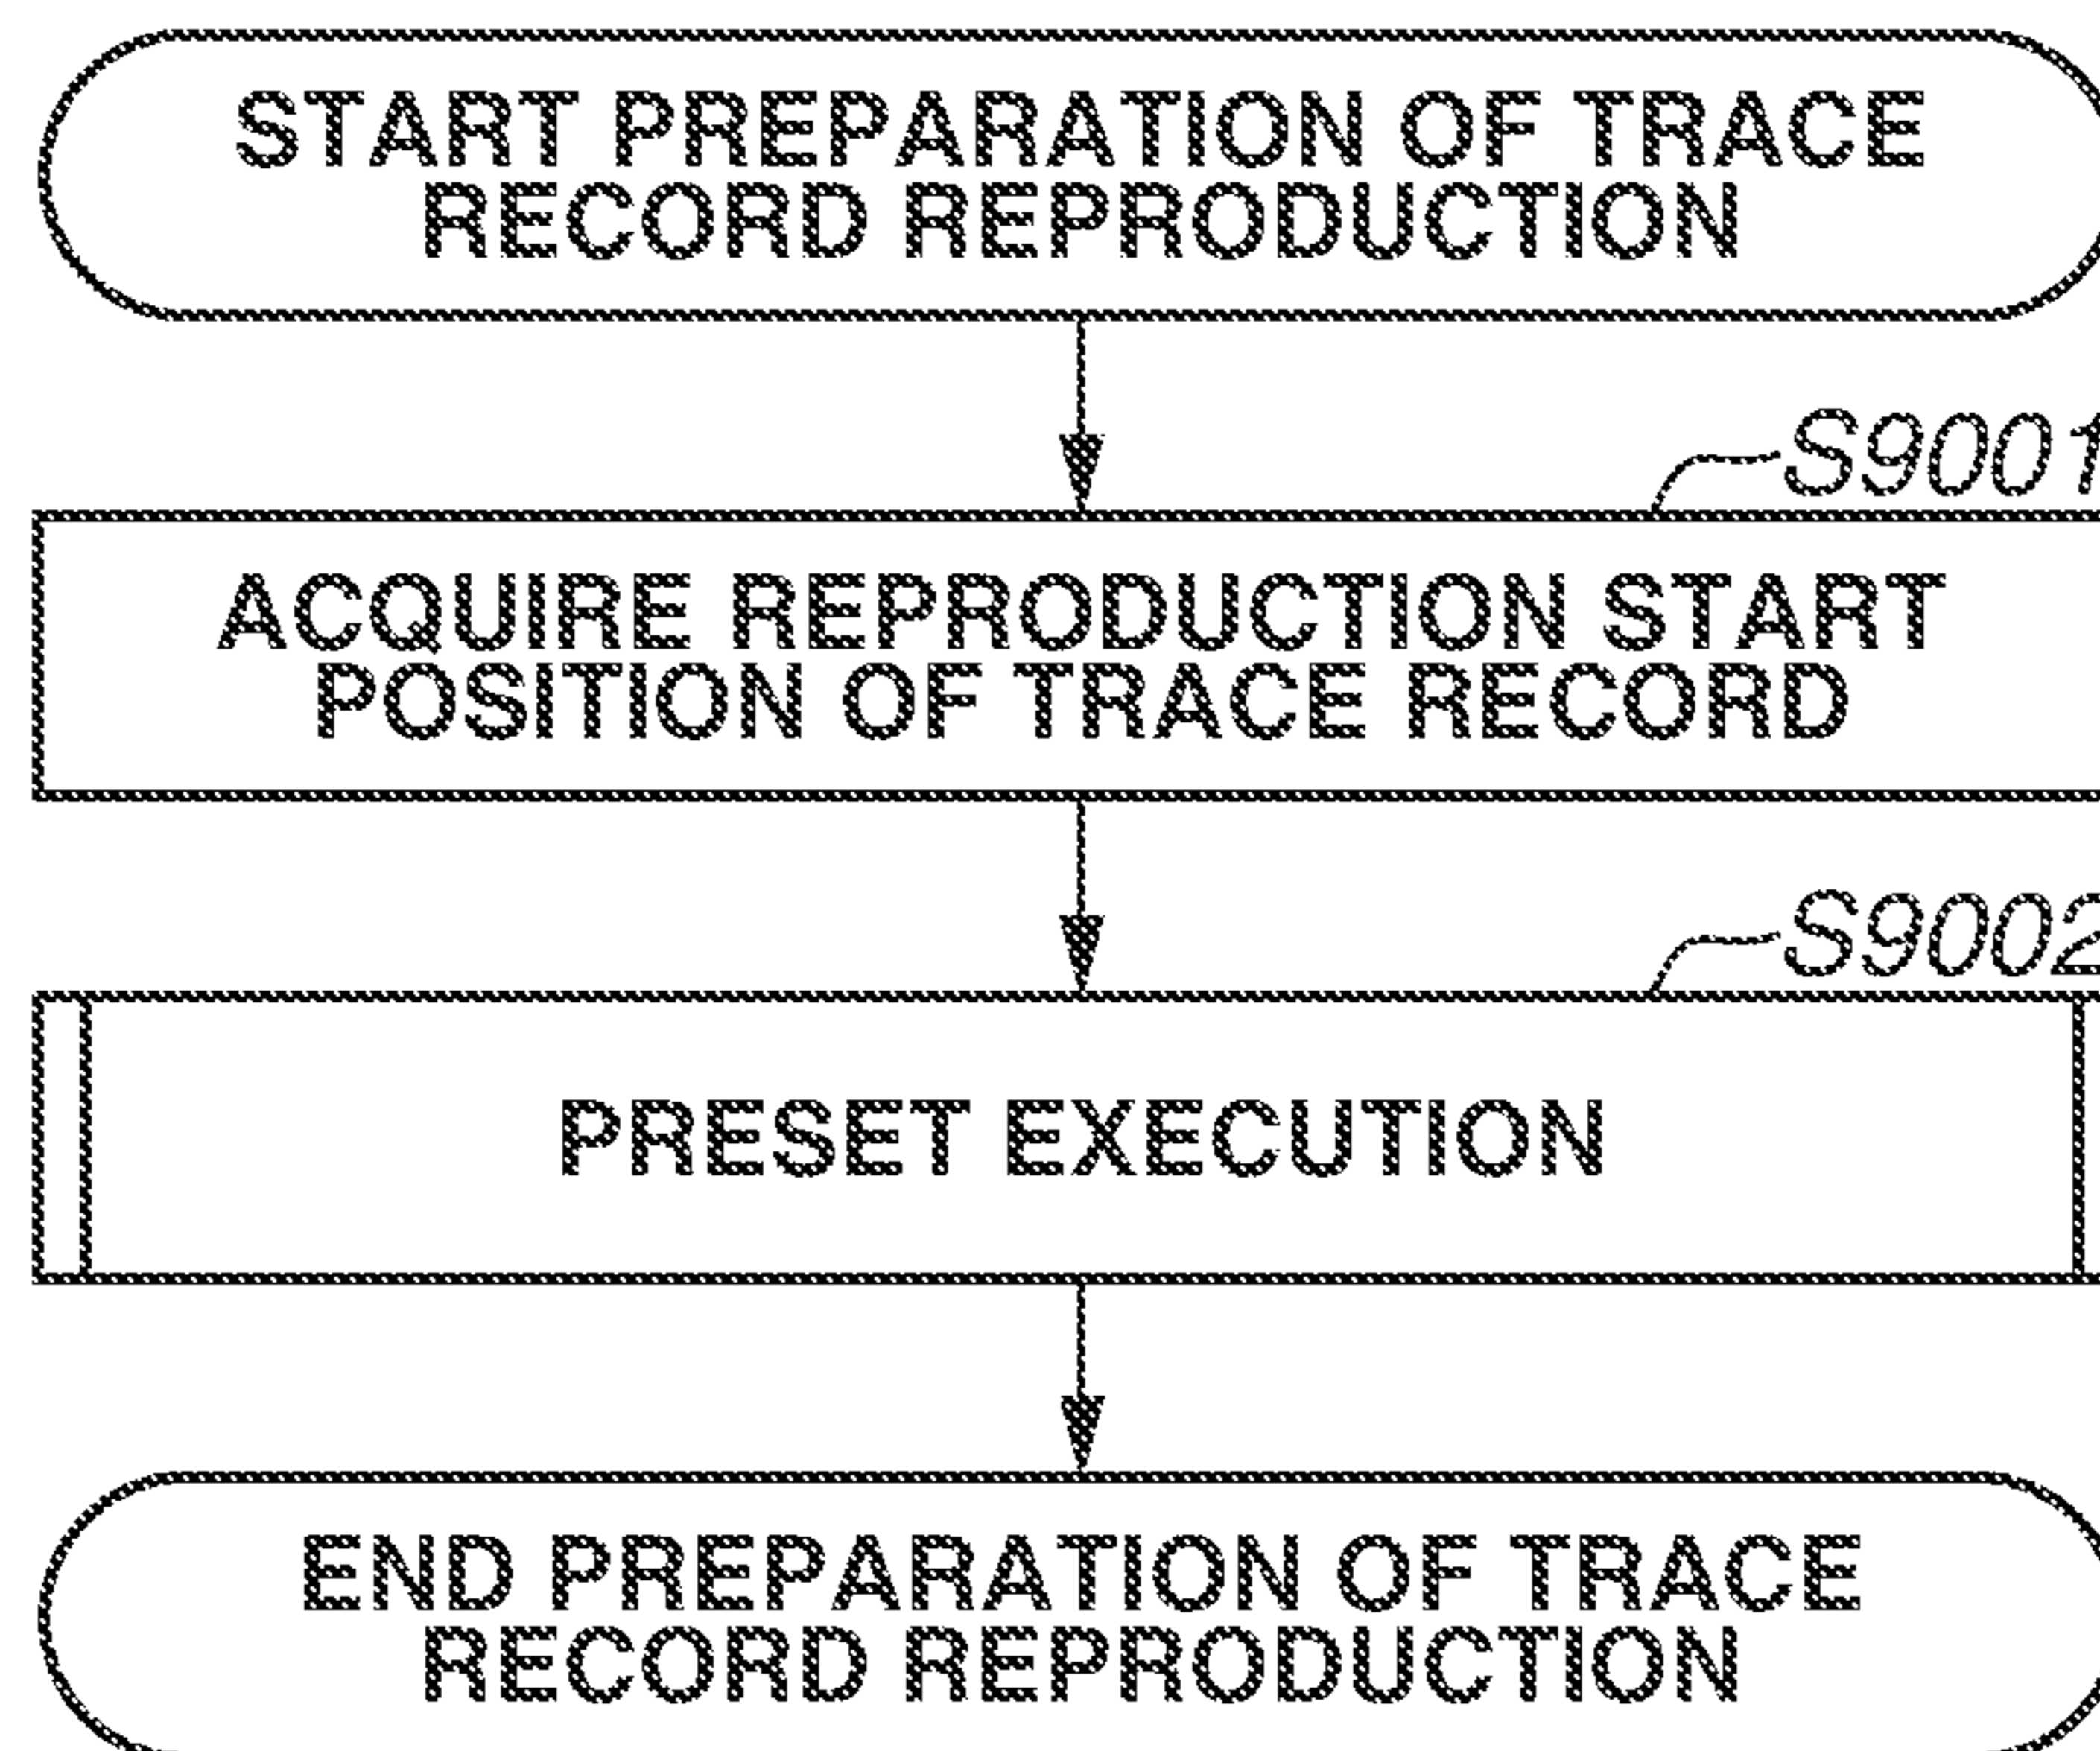 START PREPARATION OF TRACE
RECORD REPRODUCTION
S9001
ACQUIRE REPRODUCTION START
POSITION OF TRACE RECORD
S9002
PRESET EXECUTION
END PREPARATION OF TRACE
RECORD REPRODUCTION